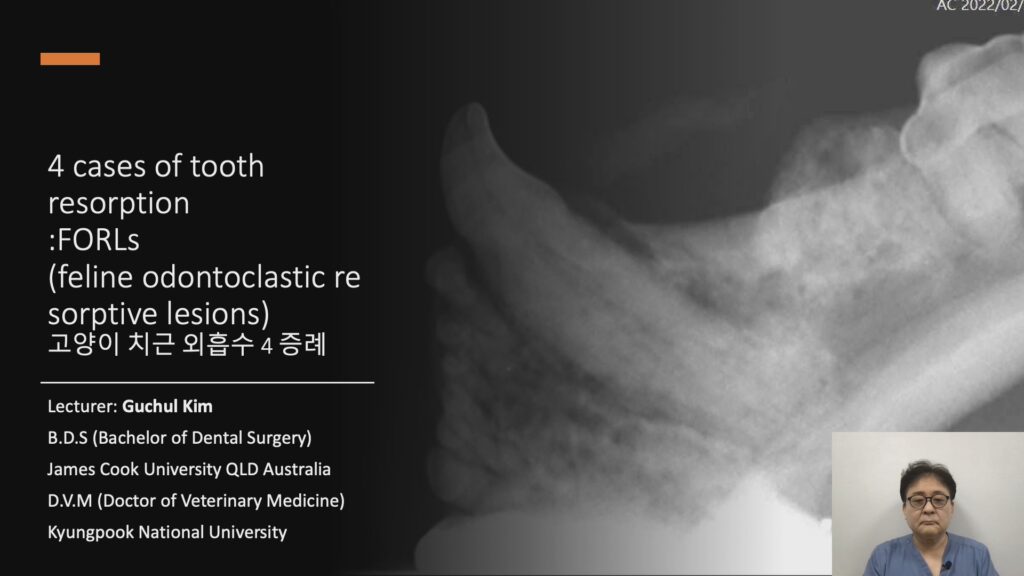 AC 2022/02/
4 cases of tooth
resorption
:FORLs
(feline odontoclastic re
sorptive lesions)
고양이 치근 외흡수 4 증례
Lecturer: Guchul Kim
B.D.S (Bachelor of Dental Surgery)
James Cook University QLD Australia
D.V.M (Doctor of Veterinary Medicine)
Kyungpook National University